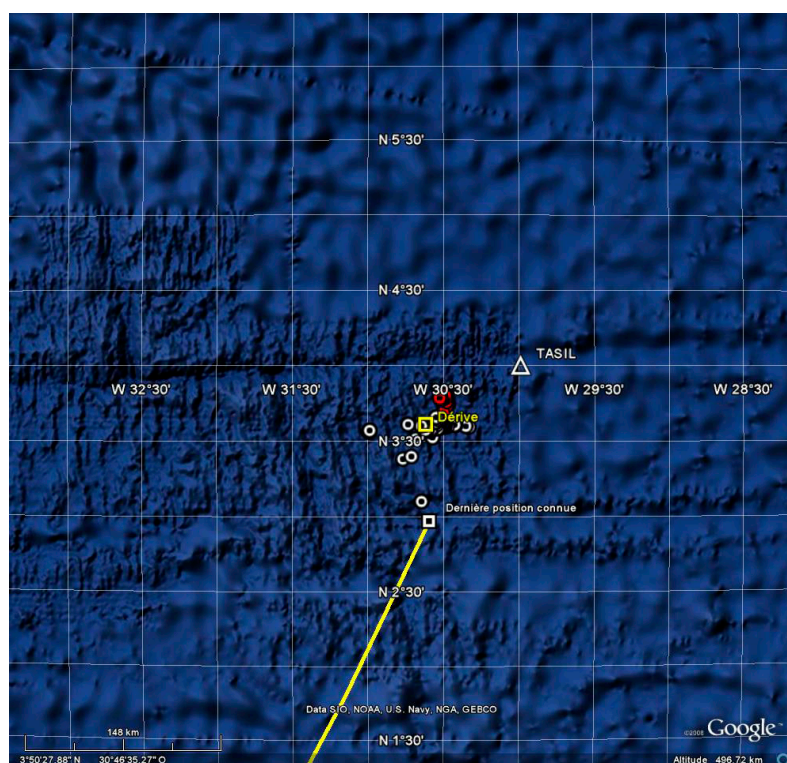 N 5°30'
N 4°30'
TASIL
W 32°30' W 31°30' W 30°30' W 29°30' W 28°30'
Dérive
N 3°30'
Dernière position connue
N 2°30'
Data SIO, NOAA, U.S. Navy, NGA, GEBCO
©2008 Google™
148 km
N 1°30'
3°50'27.88" N 30°46'35.27" O Altitude 496.72 km